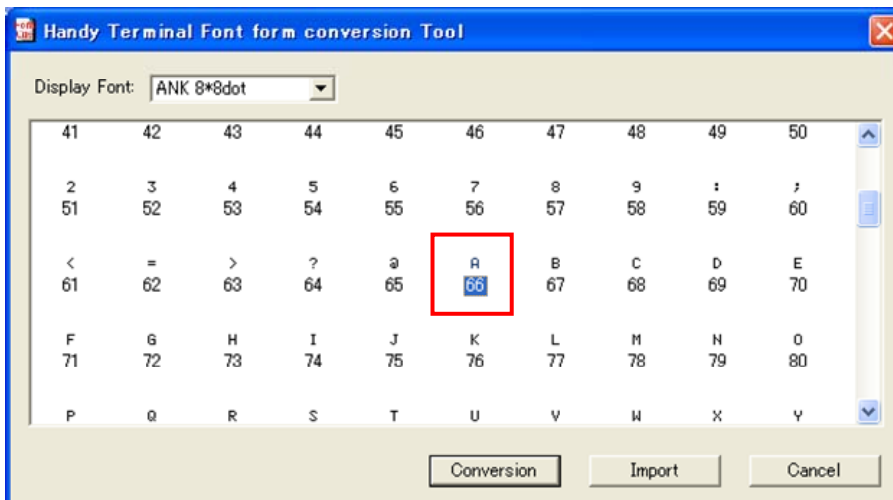 Handy Terminal Font form conversion Tool
Display Font: ANK 8*8dot
41 42 43 44 45 46 47 48 49 50
2 3 4 5 6 7 8 9 : ;
51 52 53 54 55 56 57 58 59 60
< = > ? @ A B C D E
61 62 63 64 65 66 67 68 69 70
F G H I J K L M N O
71 72 73 74 75 76 77 78 79 80
P Q R S T U V W X Y
Conversion Import Cancel